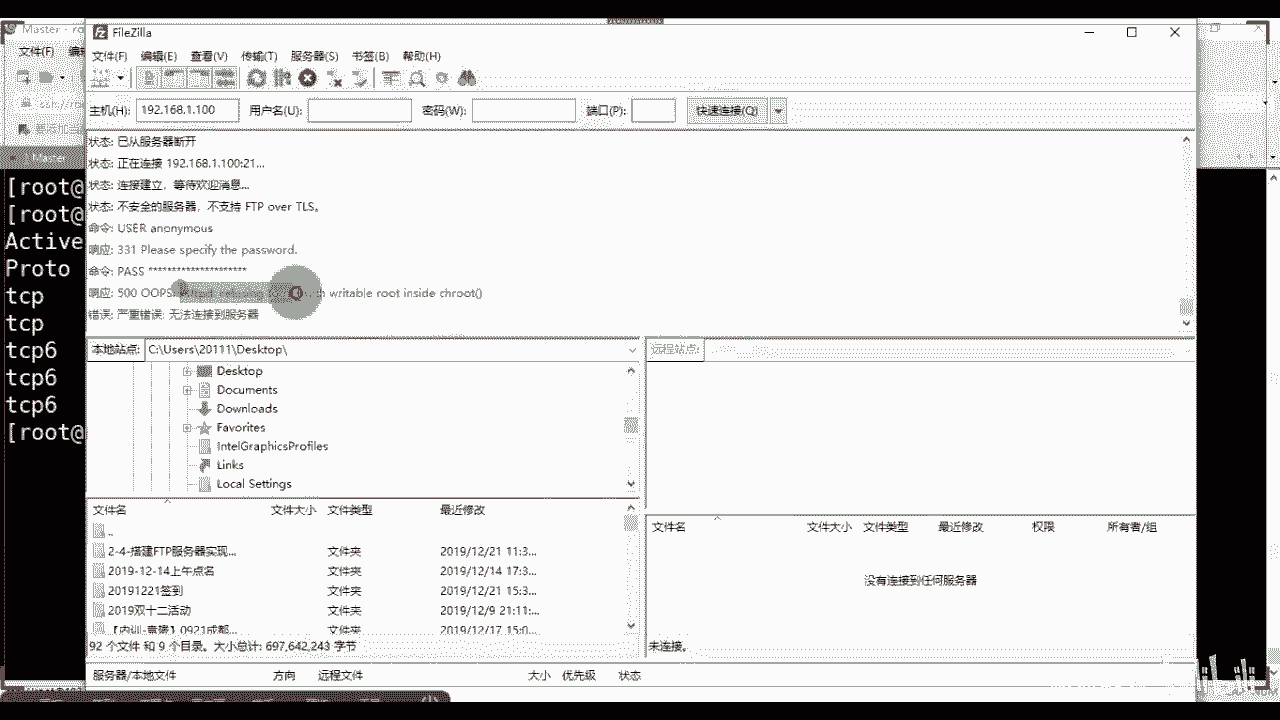 Master - ro
FileZilla
文件(F) 编辑(E) 查看(V) 传输(T) 服务器(S) 书签(B) 帮助(H)
文件(F) 编辑
主机(H): 192.168.1.100 用户名(U): 密码(W): 端口(P): 快速连接(Q)
状态: 已从服务器断开
1 Master
状态: 正在连接 192.168.1.100:21...
状态: 连接建立，等待欢迎消息...
状态: 不安全的服务器，不支持 FTP over TLS。
命令: USER anonymous
响应: 331 Please specify the password.
命令: PASS ********************
响应: 500 OOPS: writable root inside chroot()
错误: 严重错误: 无法连接到服务器
[root@
[root@
Active
Proto
tcp
tcp
tcp6
tcp6
tcp6
[root@
本地站点: C:\Users\20111\Desktop\
远程站点:
Desktop
Documents
Downloads
Favorites
IntelGraphicsProfiles
Links
Local Settings
文件名 文件大小 文件类型 最近修改
..
2-4-搭建FTP服务器实现... 文件夹 2019/12/21 11:3...
2019-12-14上午点名 文件夹 2019/12/14 17:3...
20191221签到 文件夹 2019/12/21 15:3...
2019双十二活动 文件夹 2019/12/9 21:11:...
文件夹 2019/12/17 15:0...
92 个文件 和 9 个目录。大小总计: 697,642,243 字节
文件名 文件大小 文件类型 最近修改 权限 所有者/组
没有连接到任何服务器
未连接。
服务器/本地文件 方向 远程文件 大小 优先级 状态